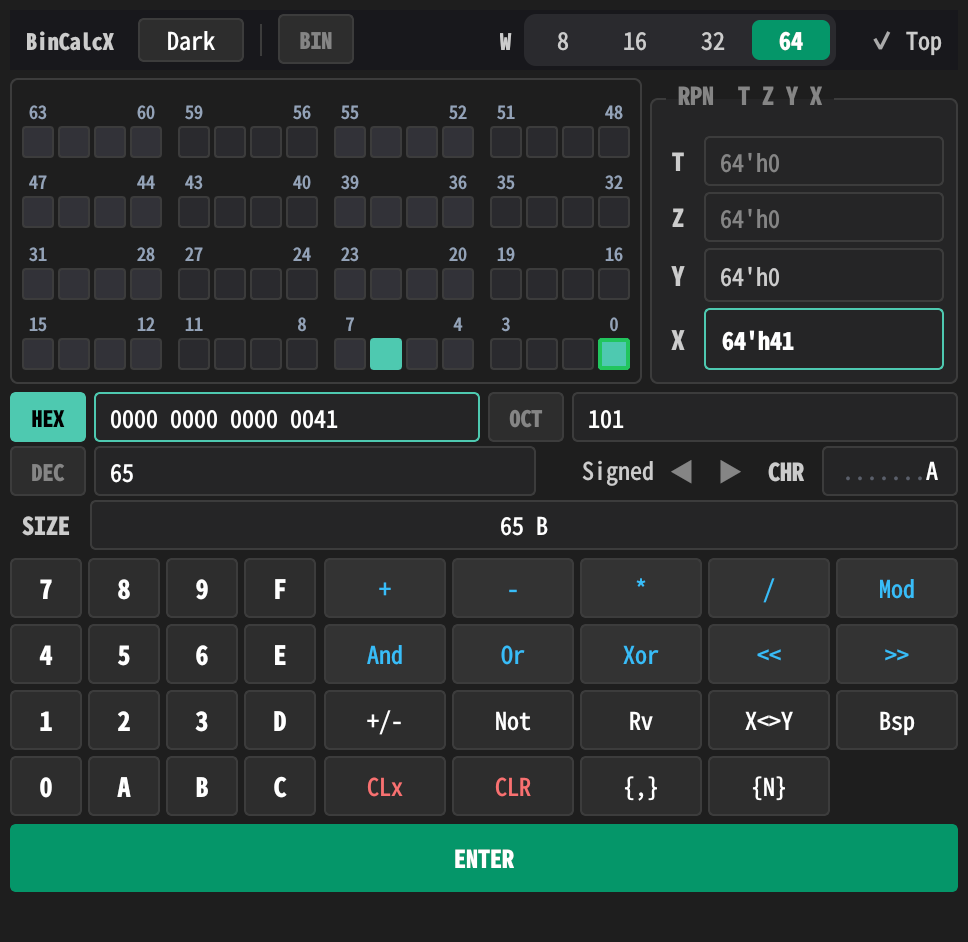 BinCalcX Dark BIN W 8 16 32 64 ✓ Top
RPN T Z Y X
63 60 59 56 55 52 51 48
47 44 43 40 39 36 35 32
31 28 27 24 23 20 19 16
15 12 11 8 7 4 3 0
T 64'h0
Z 64'h0
Y 64'h0
X 64'h41
HEX 0000 0000 0000 0041 OCT 101
DEC 65 Signed ◀ ▶ CHR .......A
SIZE 65 B
7 8 9 F + - * / Mod
4 5 6 E And Or Xor << >>
1 2 3 D +/- Not Rv X<>Y Bsp
0 A B C CLx CLR {,} {N}
ENTER